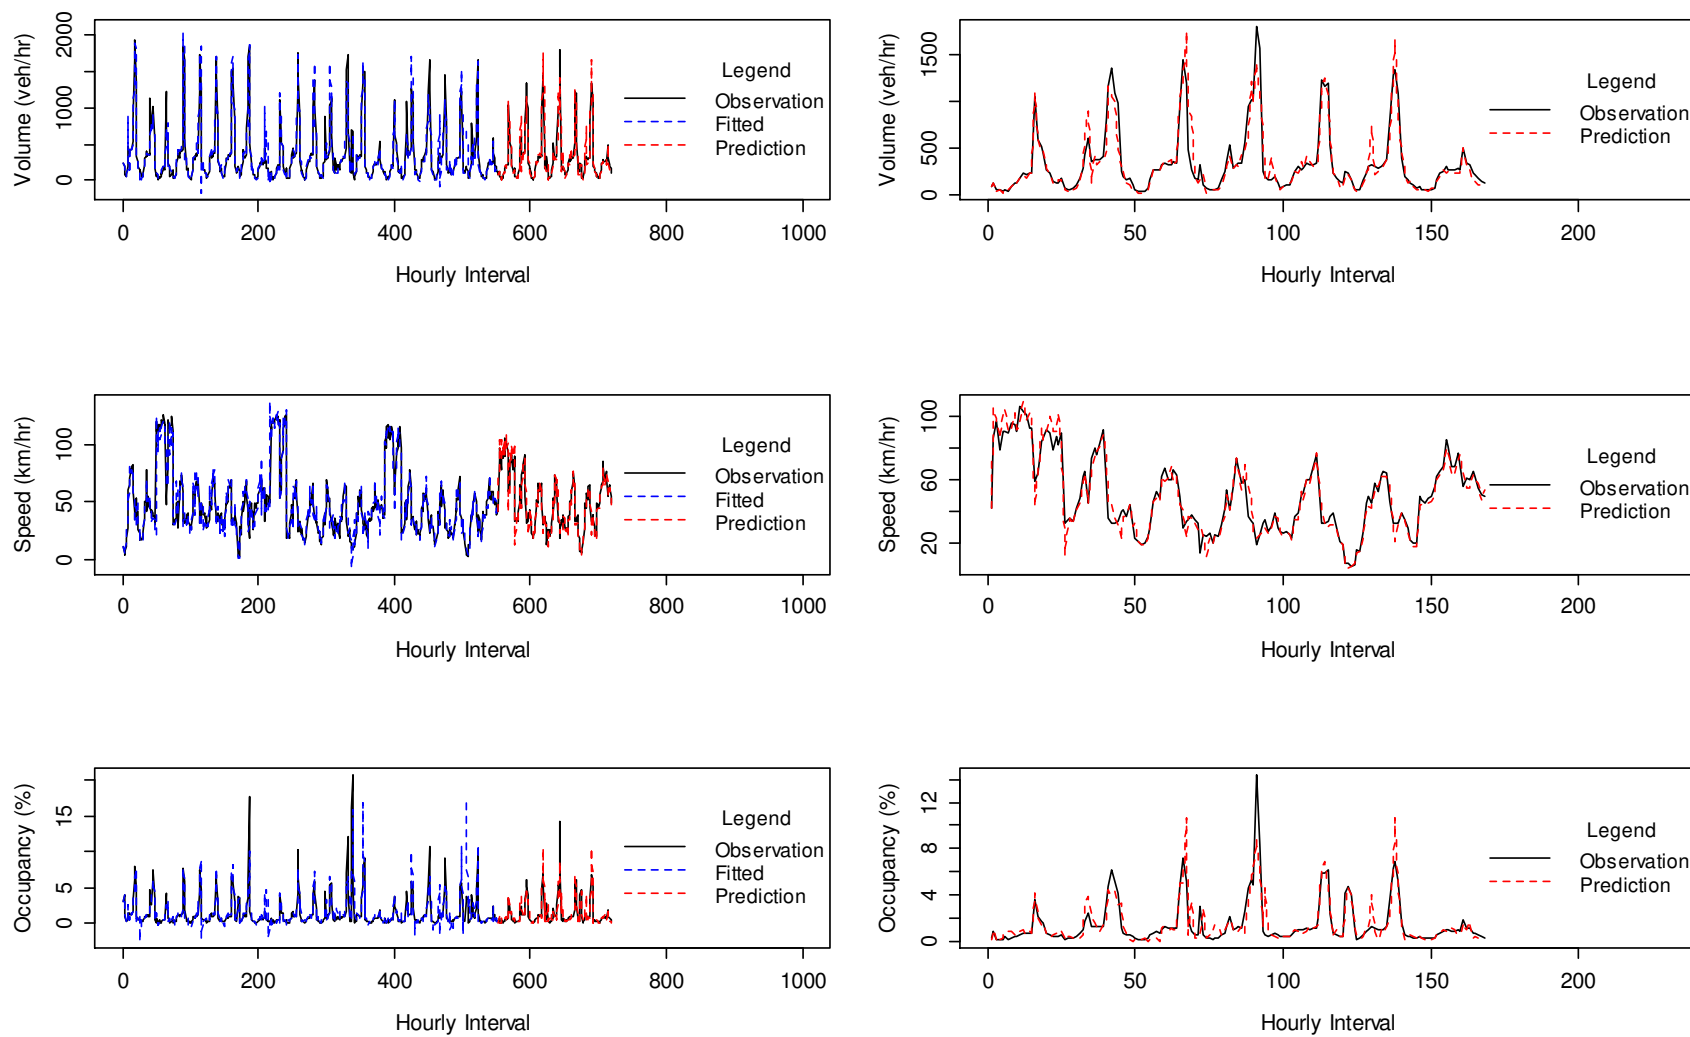 Volume (veh/hr)
0
1000
2000
Legend
Observation
Fitted
Prediction
0 200 400 600 800 1000
Hourly Interval
Volume (veh/hr)
0
500
1500
Legend
Observation
Prediction
0 50 100 150 200
Hourly Interval
Speed (km/hr)
0
50
100
Legend
Observation
Fitted
Prediction
0 200 400 600 800 1000
Hourly Interval
Speed (km/hr)
20
60
100
Legend
Observation
Prediction
0 50 100 150 200
Hourly Interval
Occupancy (%)
0
5
15
Legend
Observation
Fitted
Prediction
0 200 400 600 800 1000
Hourly Interval
Occupancy (%)
0
4
8
12
Legend
Observation
Prediction
0 50 100 150 200
Hourly Interval